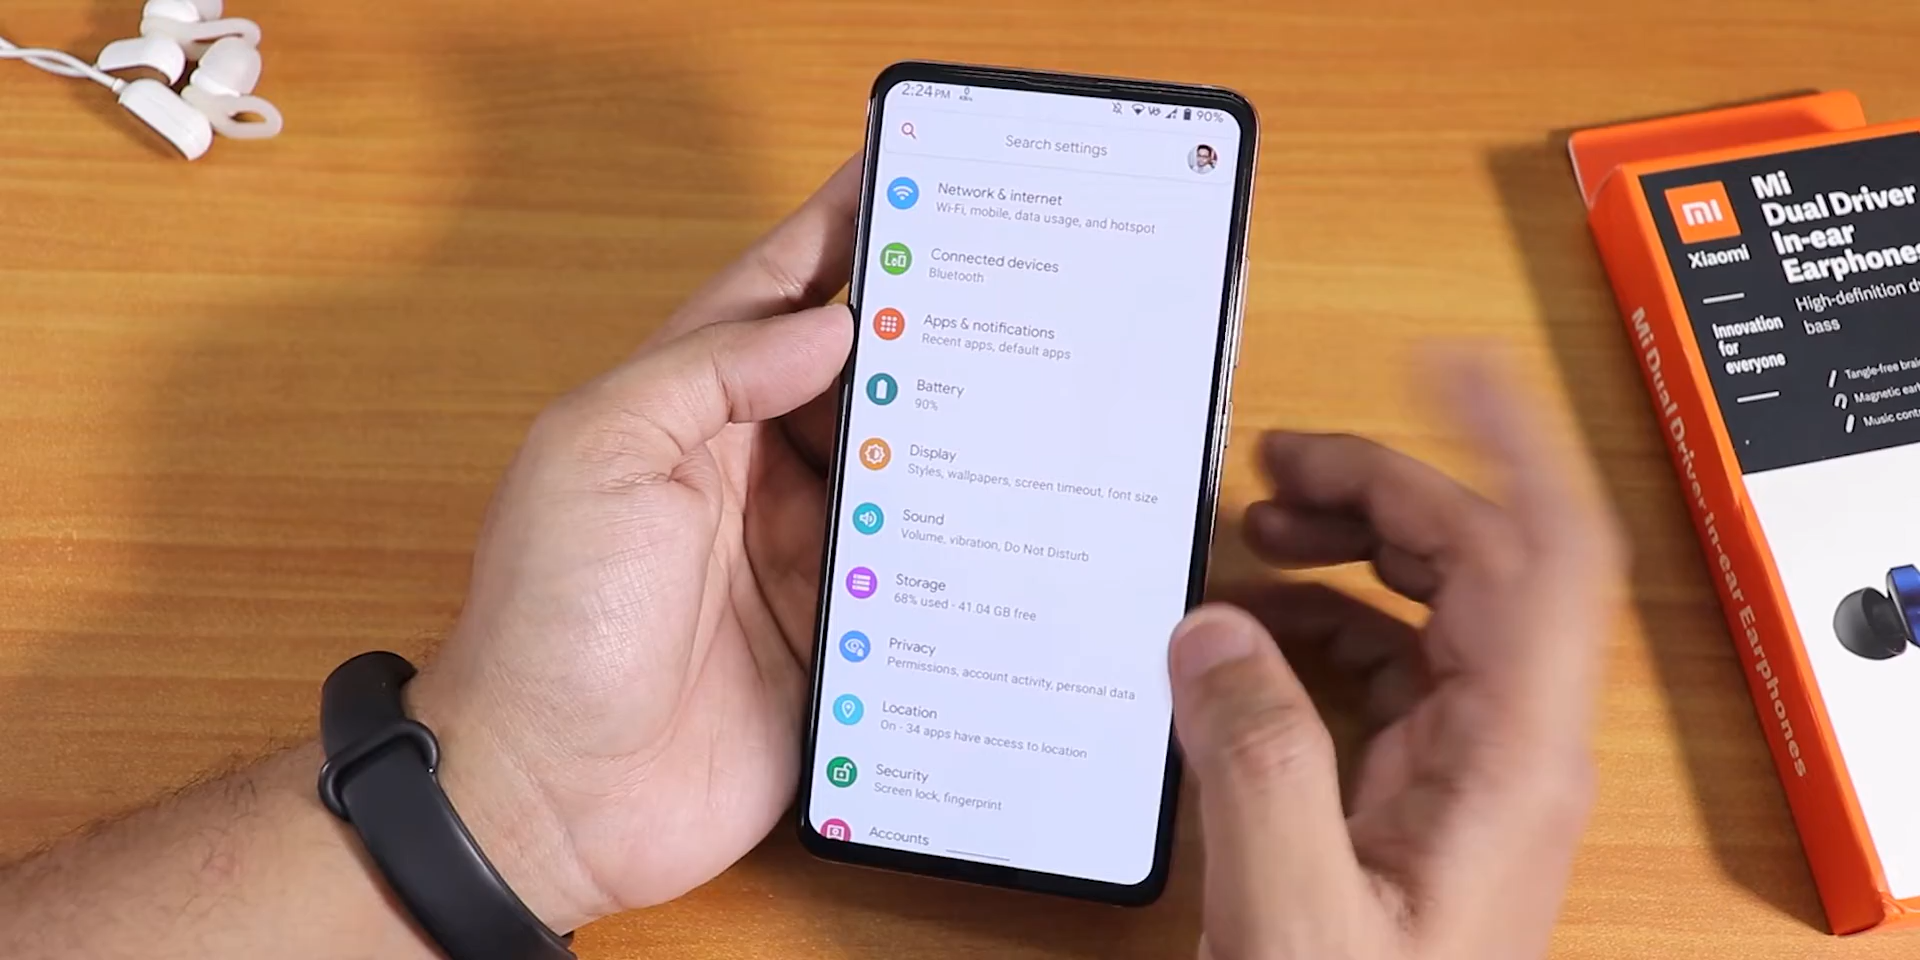 2:24 PM
90%
Search settings
Network & internet
Wi-Fi, mobile, data usage, and hotspot
Connected devices
Bluetooth
Apps & notifications
Recent apps, default apps
Battery
90%
Display
Styles, wallpapers, screen timeout, font size
Sound
Volume, vibration, Do Not Disturb
Storage
68% used - 41.04 GB free
Privacy
Permissions, account activity, personal data
Location
On - 34 apps have access to location
Security
Screen lock, fingerprint
Accounts
Mi Dual Driver In-ear Earphones
mi
Xiaomi
Innovation
for
everyone
Mi
Dual Driver
In-ear
Earphones
High-definition
bass
Tangle-free
Magnetic
Music